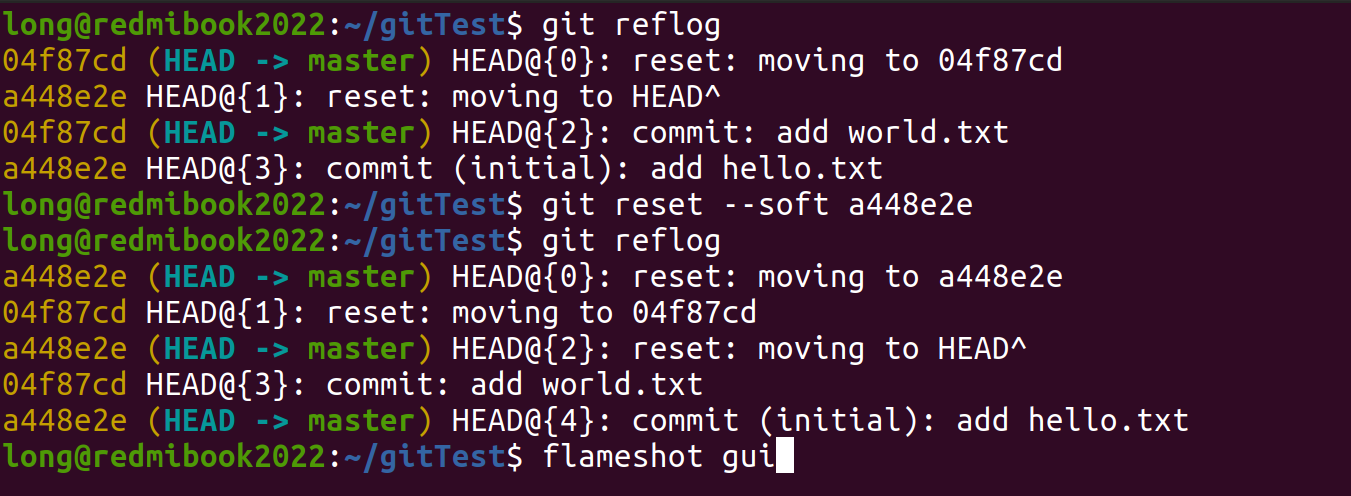 long@redmibook2022:~/gitTest$ git reflog
04f87cd (HEAD -> master) HEAD@{0}: reset: moving to 04f87cd
a448e2e HEAD@{1}: reset: moving to HEAD^
04f87cd (HEAD -> master) HEAD@{2}: commit: add world.txt
a448e2e HEAD@{3}: commit (initial): add hello.txt
long@redmibook2022:~/gitTest$ git reset --soft a448e2e
long@redmibook2022:~/gitTest$ git reflog
a448e2e (HEAD -> master) HEAD@{0}: reset: moving to a448e2e
04f87cd HEAD@{1}: reset: moving to 04f87cd
a448e2e (HEAD -> master) HEAD@{2}: reset: moving to HEAD^
04f87cd HEAD@{3}: commit: add world.txt
a448e2e (HEAD -> master) HEAD@{4}: commit (initial): add hello.txt
long@redmibook2022:~/gitTest$ flameshot gui